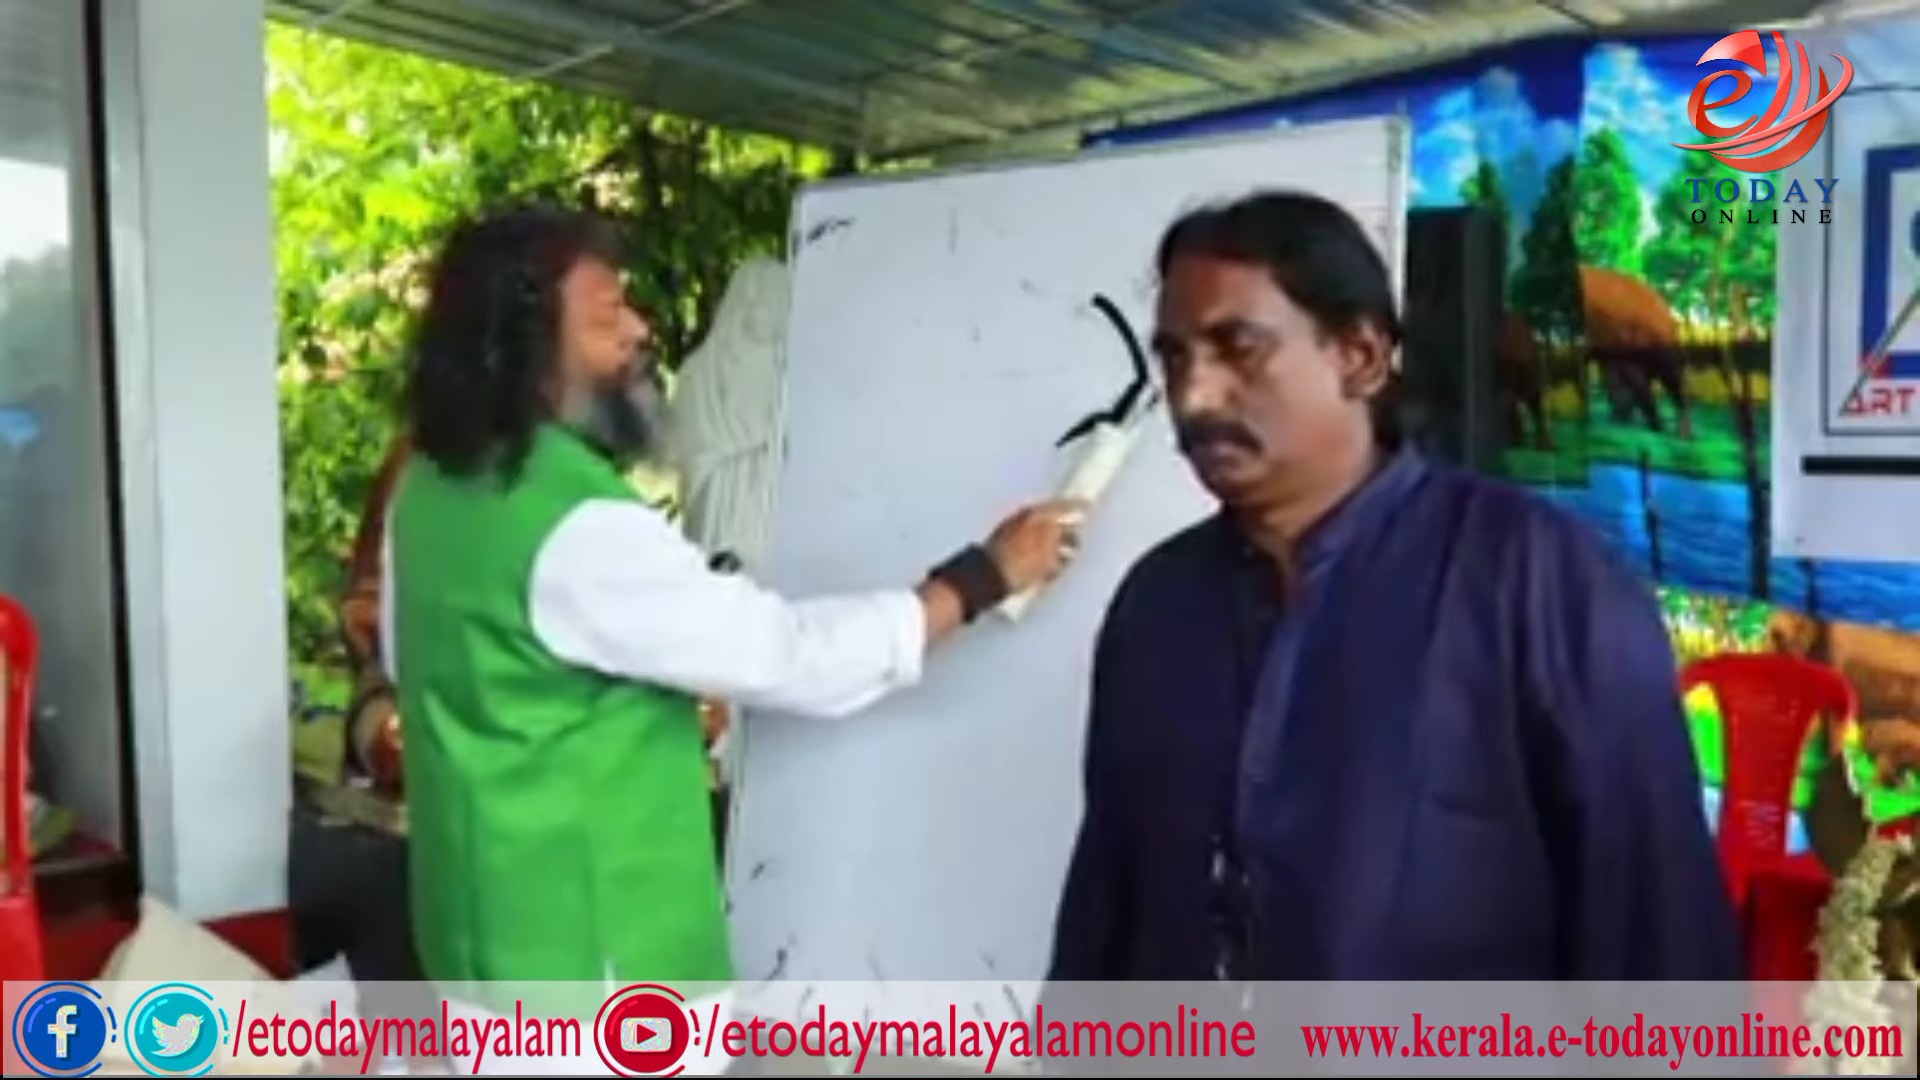 e
TODAY
ONLINE
ART
/etodaymalayalam
/etodaymalayalamonline
www.kerala.e-todayonline.com